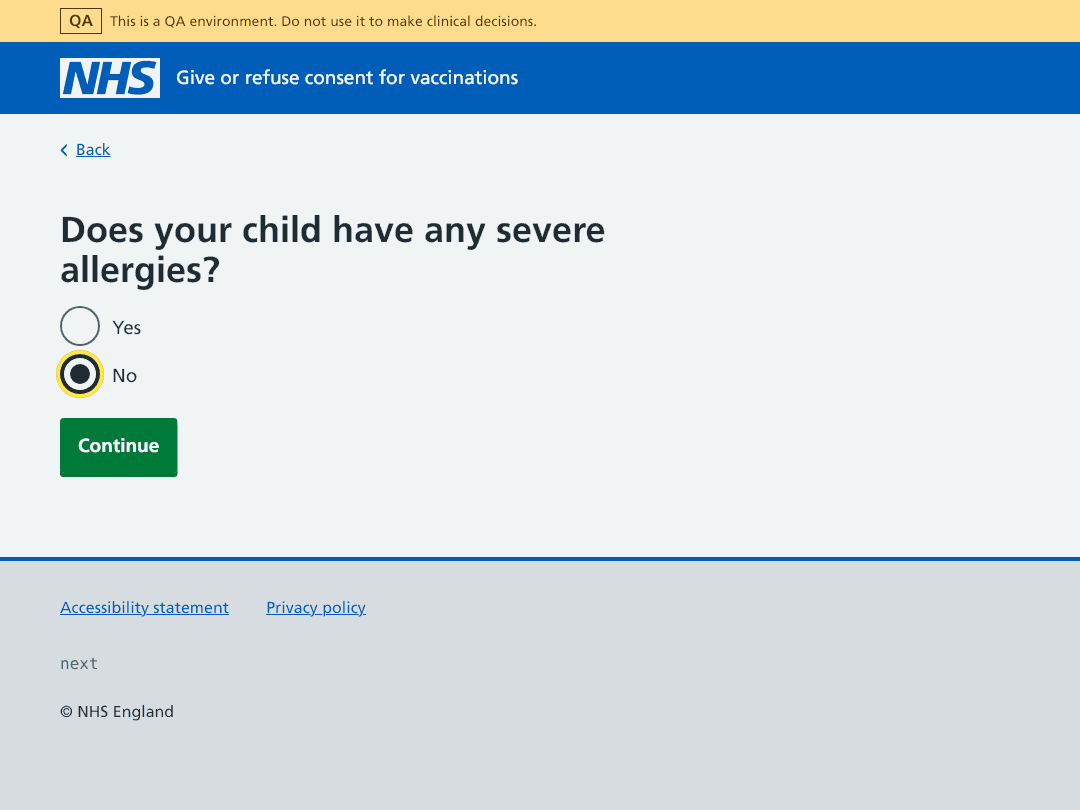 QA This is a QA environment. Do not use it to make clinical decisions.
NHS Give or refuse consent for vaccinations
Back
Does your child have any severe
allergies?
Yes
No
Continue
Accessibility statement Privacy policy
next
© NHS England